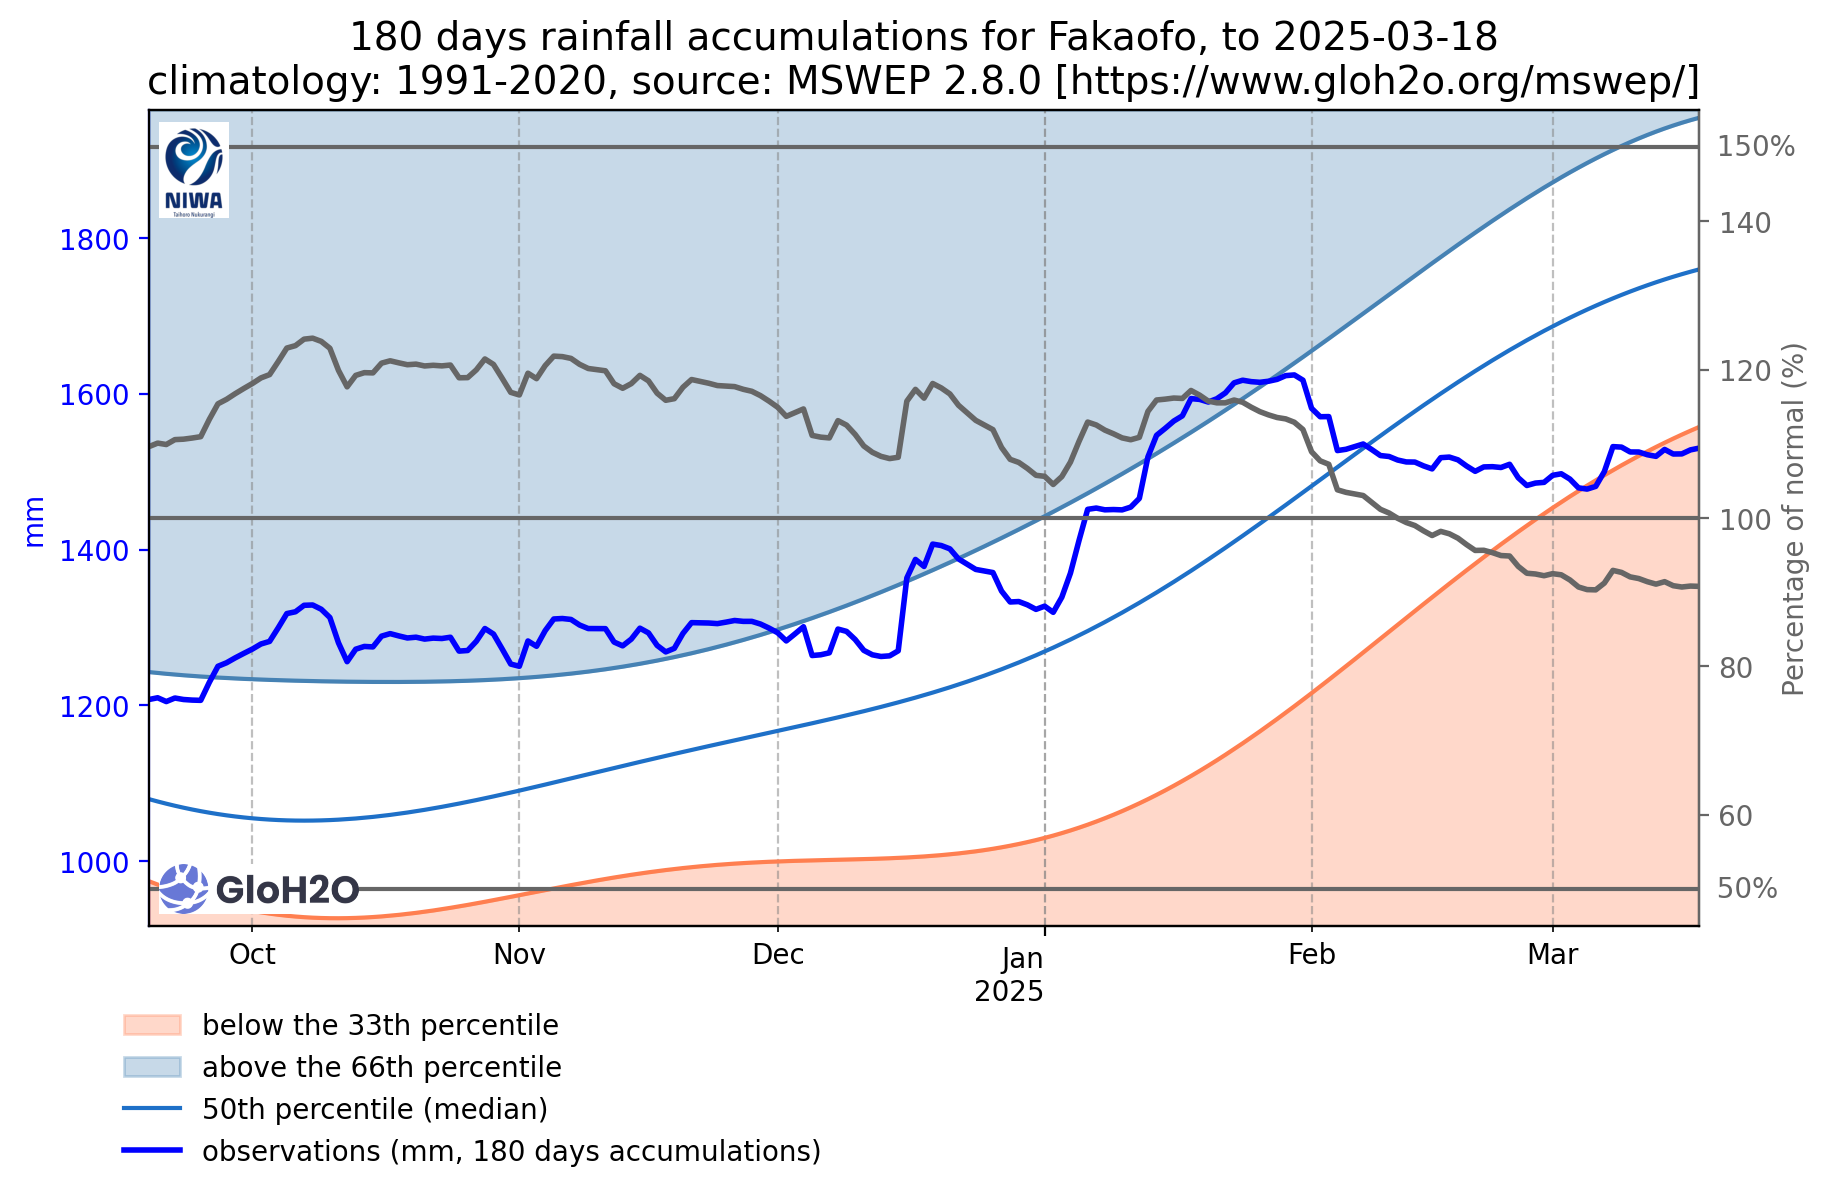 180 days rainfall accumulations for Fakaofo, to 2025-03-18
climatology: 1991-2020, source: MSWEP 2.8.0 [https://www.gloh2o.org/mswep/]
NIWA
Taihoro Nukurangi
1800
1600
1400
1200
1000
mm
150%
140
120
100
80
60
50%
Percentage of normal (%)
GloH2O
Oct
Nov
Dec
Jan
2025
Feb
Mar
below the 33th percentile
above the 66th percentile
50th percentile (median)
observations (mm, 180 days accumulations)